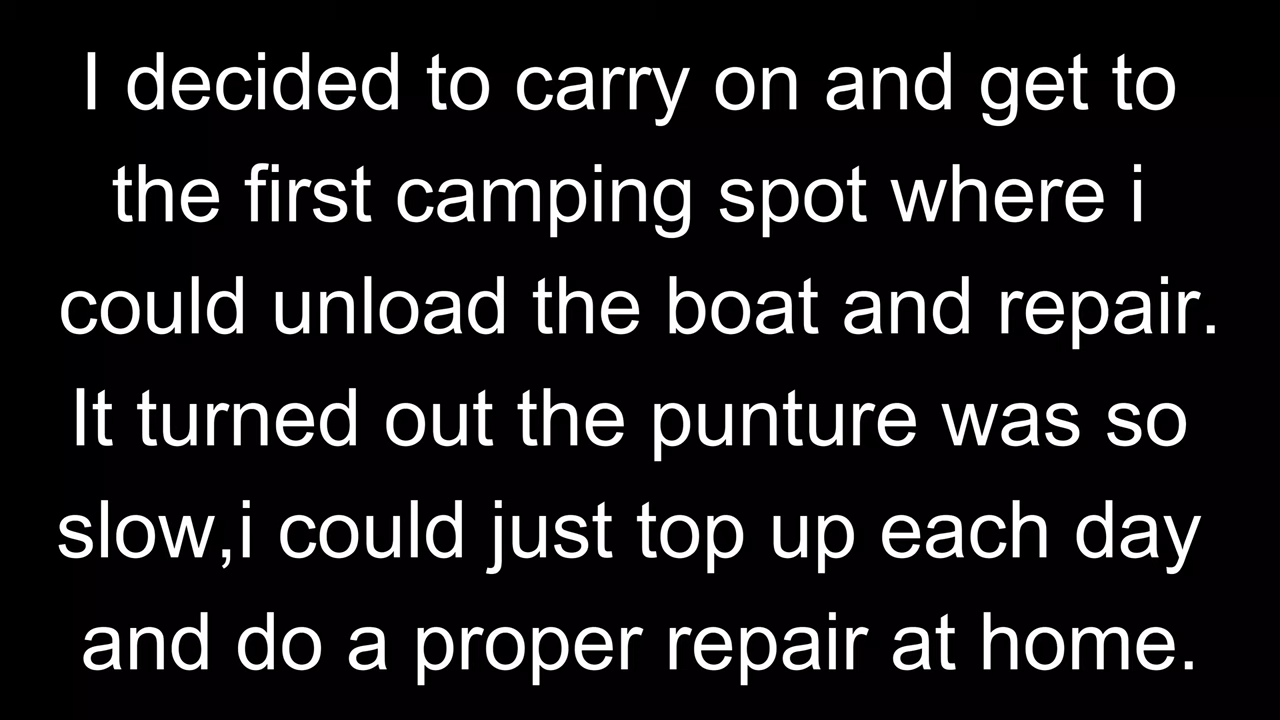 I decided to carry on and get to
the first camping spot where i
could unload the boat and repair.
It turned out the punture was so
slow,i could just top up each day
and do a proper repair at home.